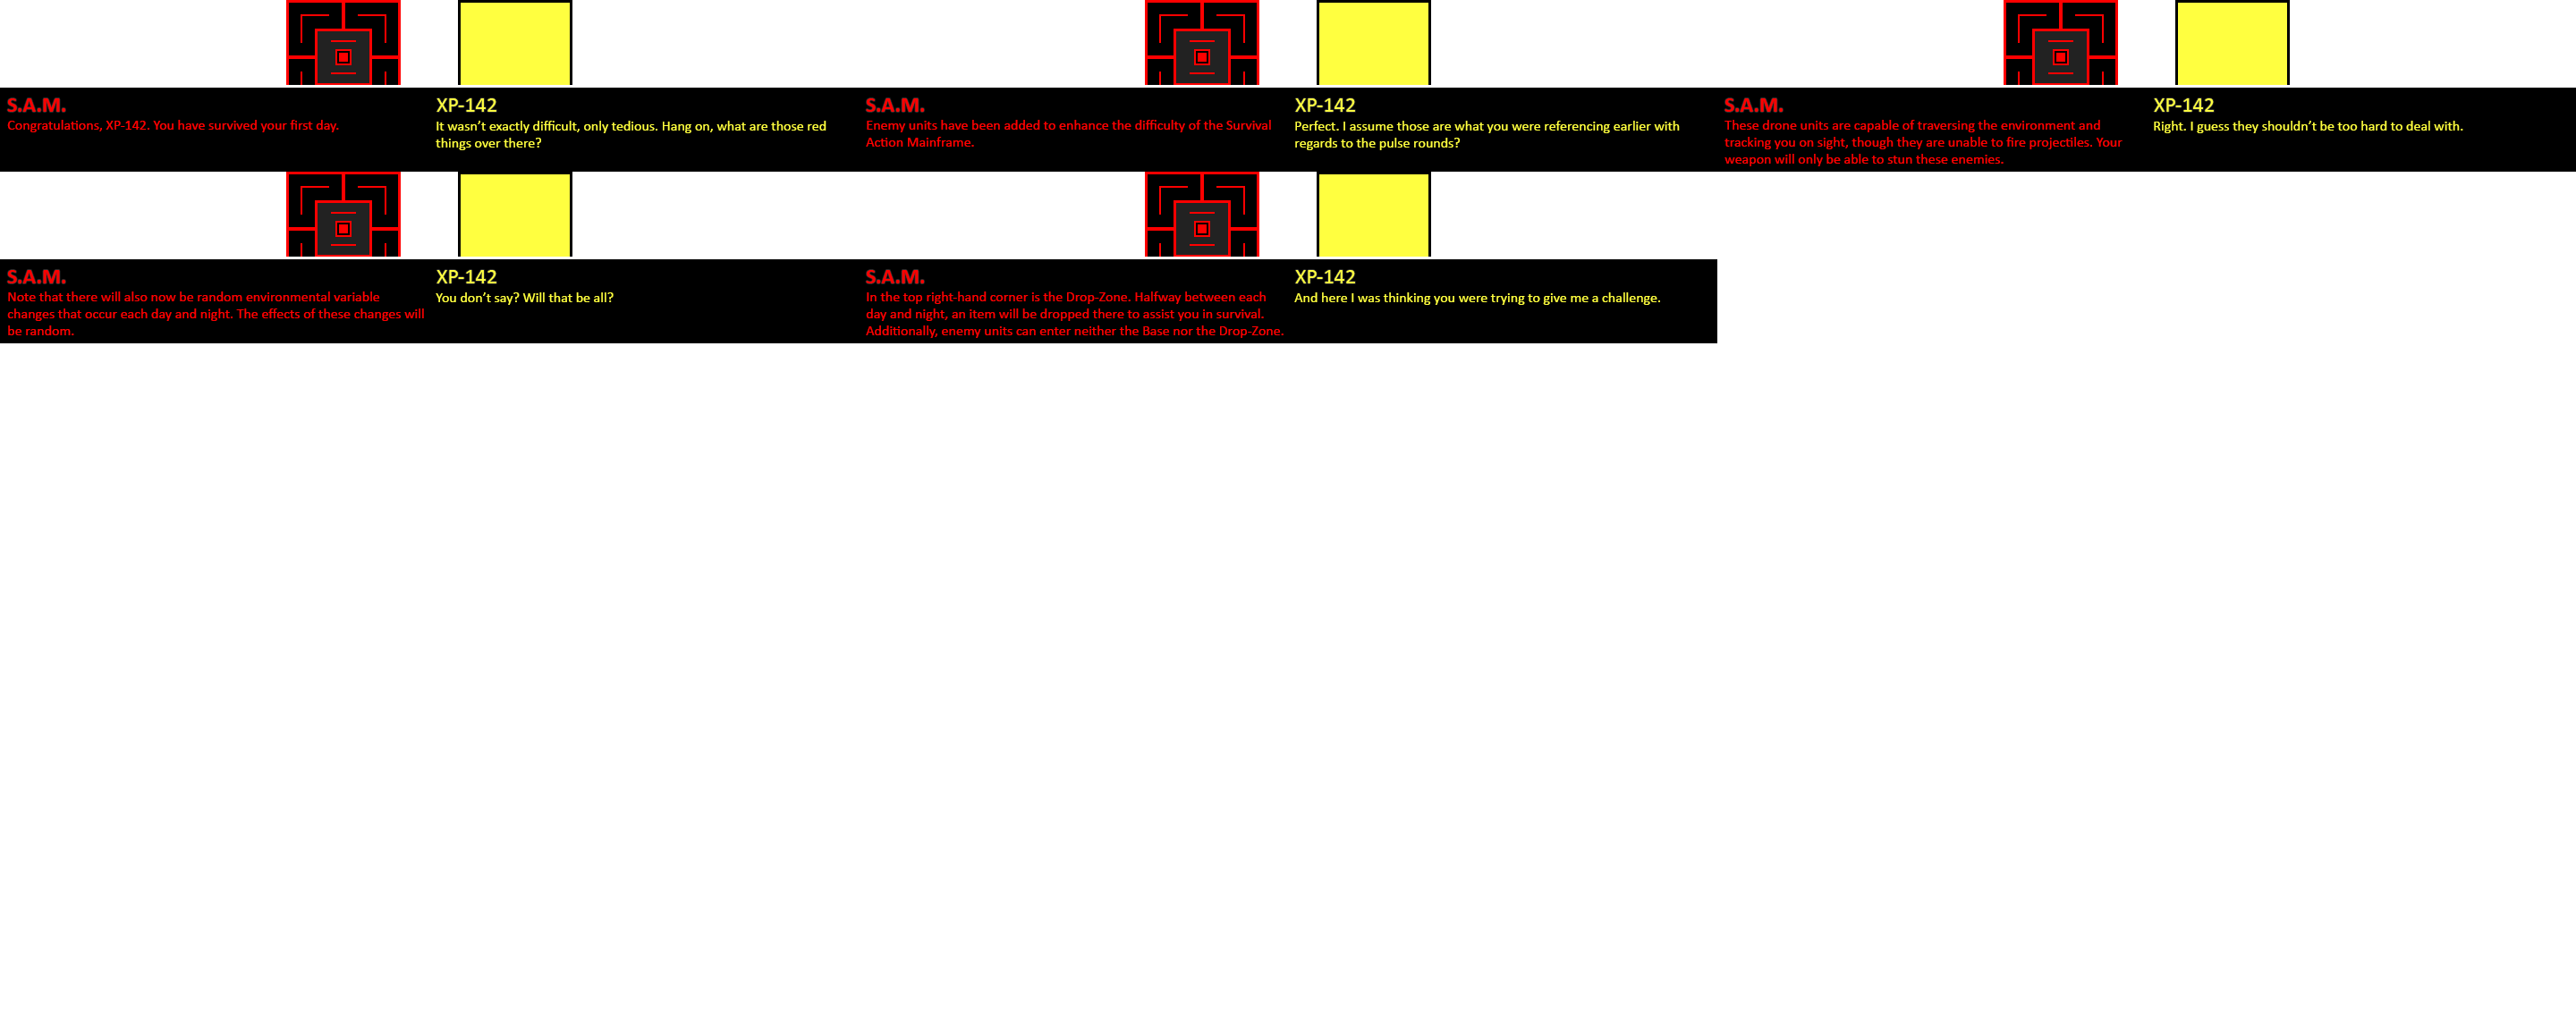 S.A.M.
Congratulations, XP-142. You have survived your first day.
XP-142
It wasn't exactly difficult, only tedious. Hang on, what are those red
things over there?
S.A.M.
Enemy units have been added to enhance the difficulty of the Survival
Action Mainframe.
XP-142
Perfect. I assume those are what you were referencing earlier with
regards to the pulse rounds?
S.A.M.
These drone units are capable of traversing the environment and
tracking you on sight, though they are unable to fire projectiles. Your
weapon will only be able to stun these enemies.
XP-142
Right. I guess they shouldn't be too hard to deal with.
S.A.M.
Note that there will also now be random environmental variable
changes that occur each day and night. The effects of these changes will
be random.
XP-142
You don't say? Will that be all?
S.A.M.
In the top right-hand corner is the Drop-Zone. Halfway between each
day and night, an item will be dropped there to assist you in survival.
Additionally, enemy units can enter neither the Base nor the Drop-Zone.
XP-142
And here I was thinking you were trying to give me a challenge.